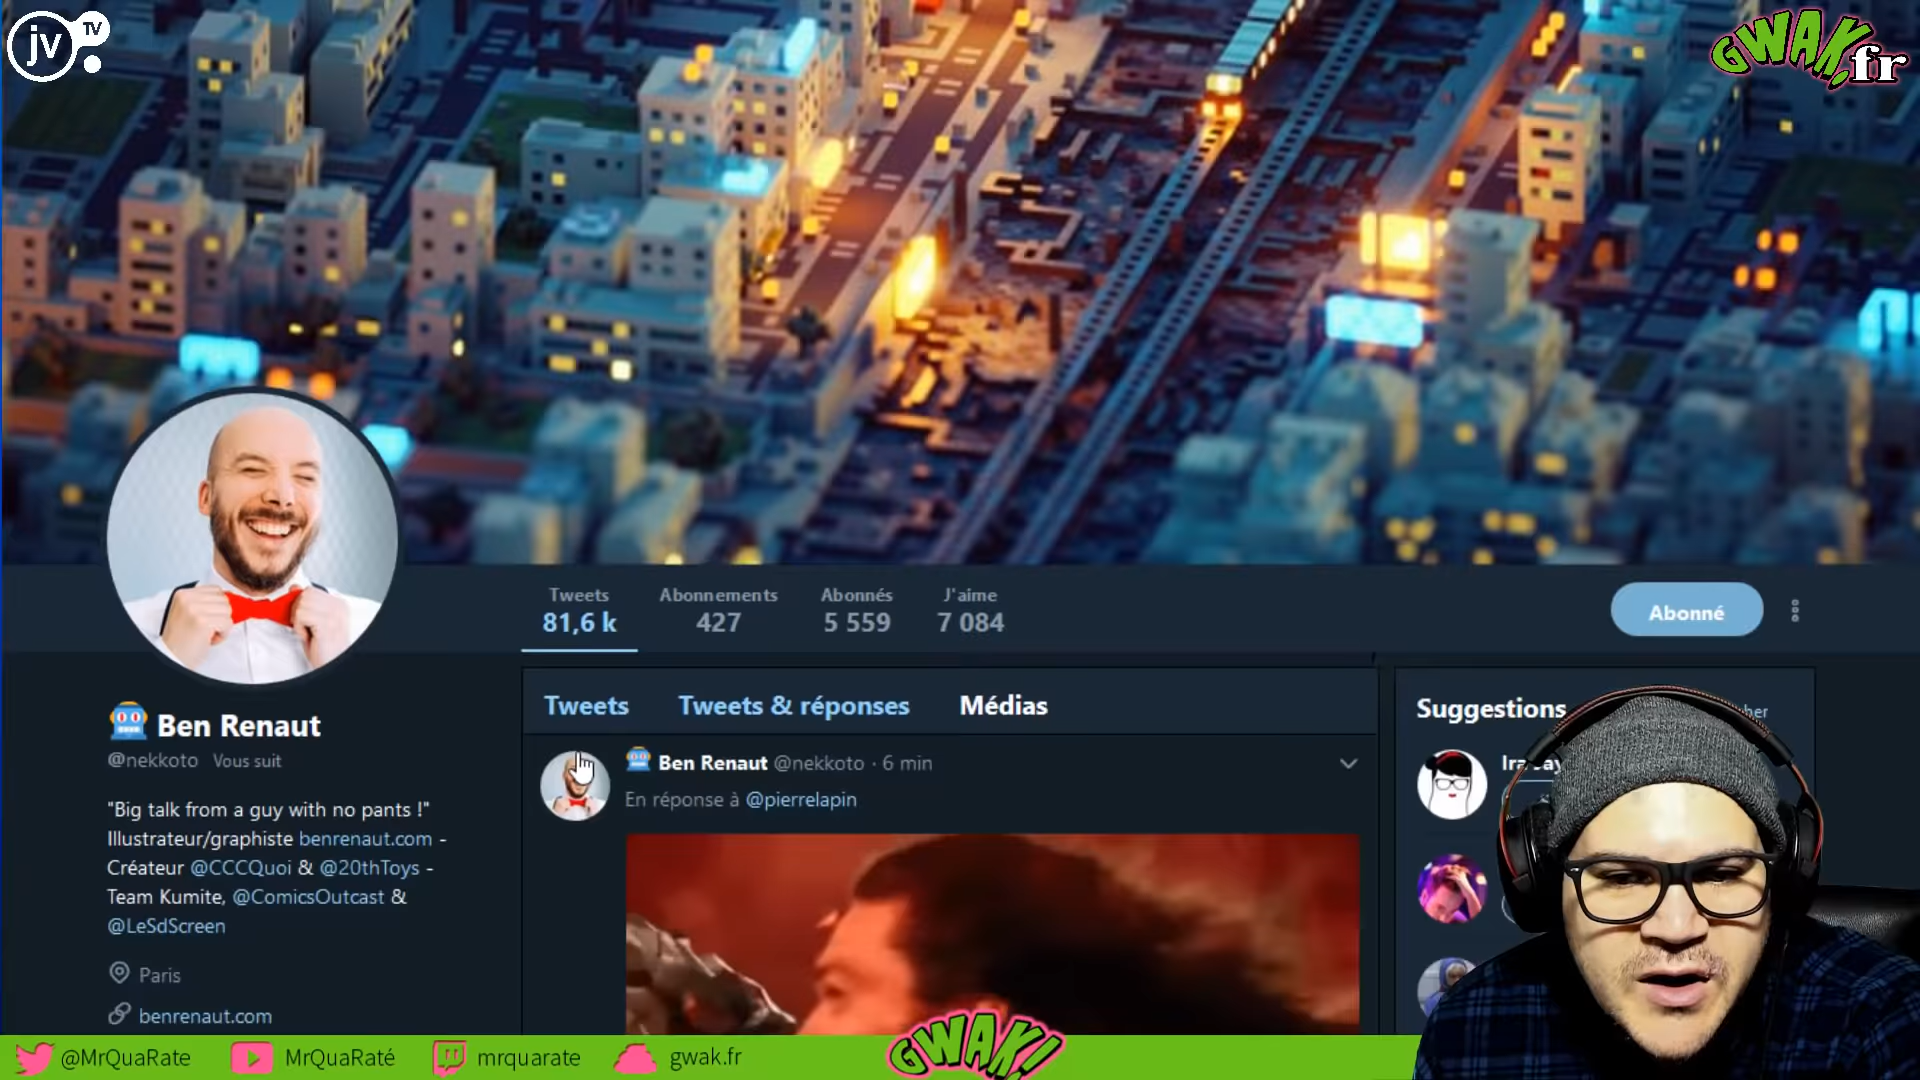 jv TV
GWAK.fr
Tweets Abonnements Abonnés J'aime
81,6 k 427 5 559 7 084
Abonné
Ben Renaut
@nekkoto Vous suit
"Big talk from a guy with no pants !"
Illustrateur/graphiste benrenaut.com -
Créateur @CCCQuoi & @20thToys -
Team Kumite, @ComicsOutcast &
@LeSdScreen
Paris
benrenaut.com
Tweets Tweets & réponses Médias
Ben Renaut @nekkoto · 6 min
En réponse à @pierrelapin
Suggestions
@MrQuaRate MrQuaRaté mrquarate gwak.fr GWAK!